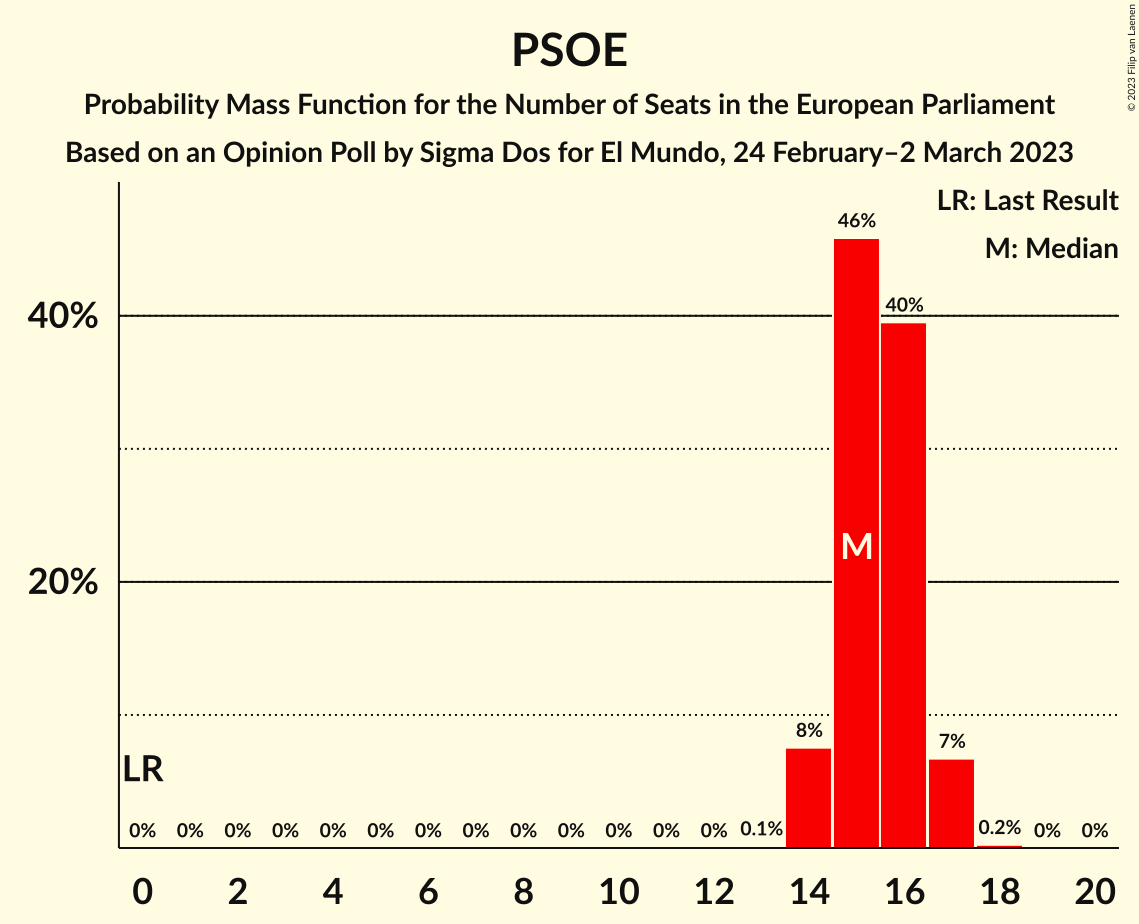 PSOE
Probability Mass Function for the Number of Seats in the European Parliament
Based on an Opinion Poll by Sigma Dos for El Mundo, 24 February–2 March 2023
© 2023 Filip van Laenen
LR: Last Result
M: Median
46%
40%
40%
M
20%
8%
7%
LR
0% 0% 0% 0% 0% 0% 0% 0% 0% 0% 0% 0% 0% 0.1% 0.2% 0% 0%
0 2 4 6 8 10 12 14 16 18 20